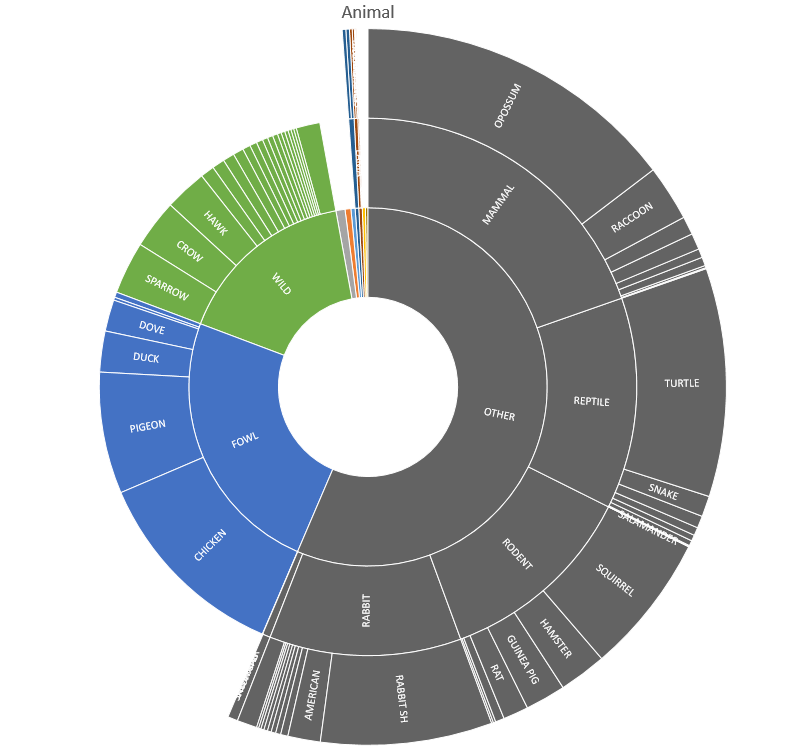 Animal
OPOSSUM
MAMMAL
RACCOON
TURTLE
REPTILE
SNAKE
SALAMANDER
OTHER
SQUIRREL
RODENT
HAMSTER
GUINEA PIG
RAT
RABBIT
RABBIT SH
AMERICAN
CHICKEN
FOWL
PIGEON
DUCK
DOVE
SPARROW
CROW
HAWK
WILD